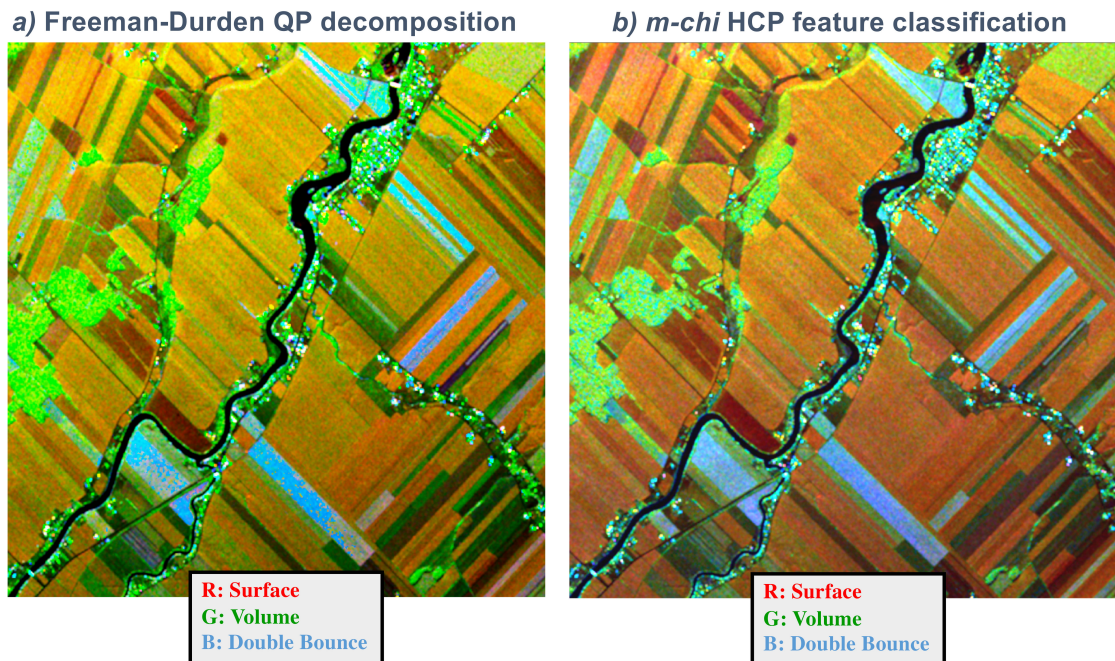 a) Freeman-Durden QP decomposition
b) m-chi HCP feature classification
R: Surface
G: Volume
B: Double Bounce
R: Surface
G: Volume
B: Double Bounce